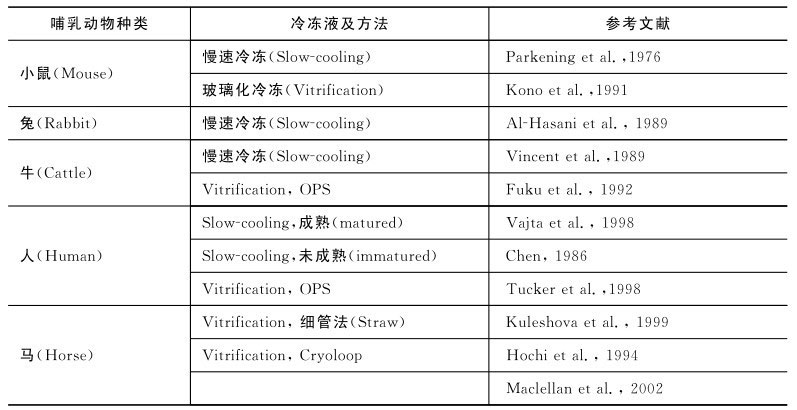 哺乳动物种类 冷冻液及方法 参考文献
小鼠(Mouse) 慢速冷冻(Slow-cooling) Parkening et al.,1976
玻璃化冷冻(Vitrification) Kono et al.,1991
兔(Rabbit) 慢速冷冻(Slow-cooling) Al-Hasani et al., 1989
牛(Cattle) 慢速冷冻(Slow-cooling) Vincent et al.,1989
Vitrification, OPS Fuku et al., 1992
人(Human) Slow-cooling,成熟(matured) Vajta et al., 1998
Slow-cooling,未成熟(immatured) Chen, 1986
Vitrification, OPS Tucker et al.,1998
马(Horse) Vitrification, 细管法(Straw) Kuleshova et al., 1999
Vitrification, Cryoloop Hochi et al., 1994
Maclellan et al., 2002